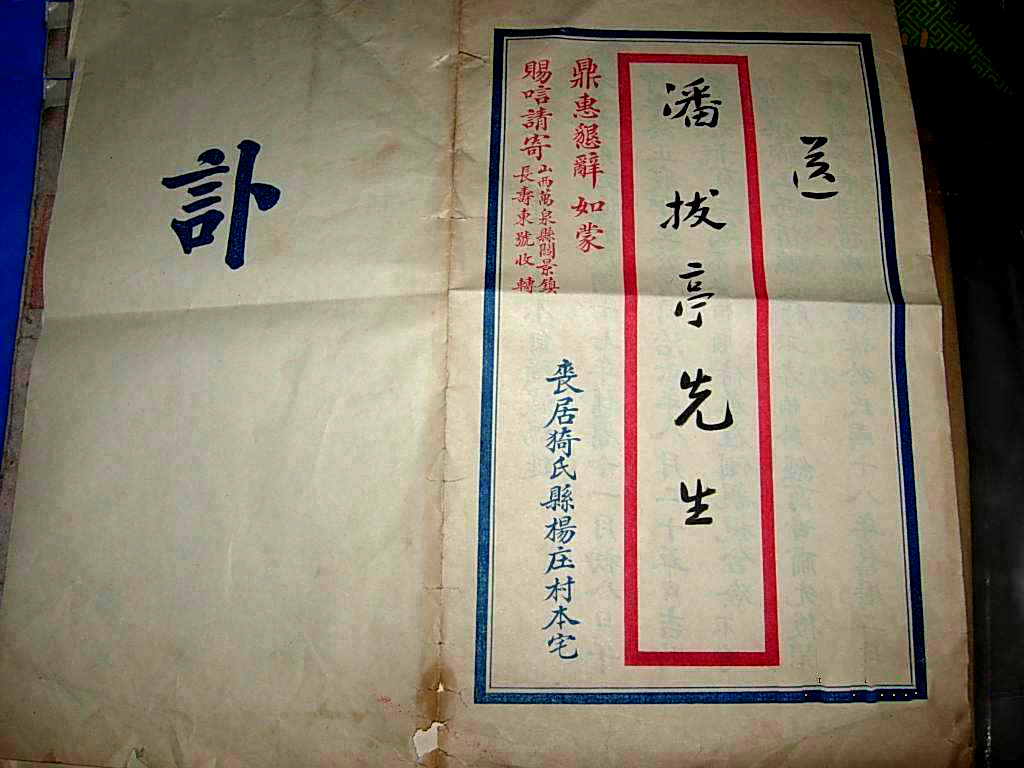 送
潘拔亭先生
鼎惠懇辭 如蒙
賜唁請寄
山西萬泉縣閻景鎮
長壽東號收轉
喪居猗氏縣楊庄村本宅
訃